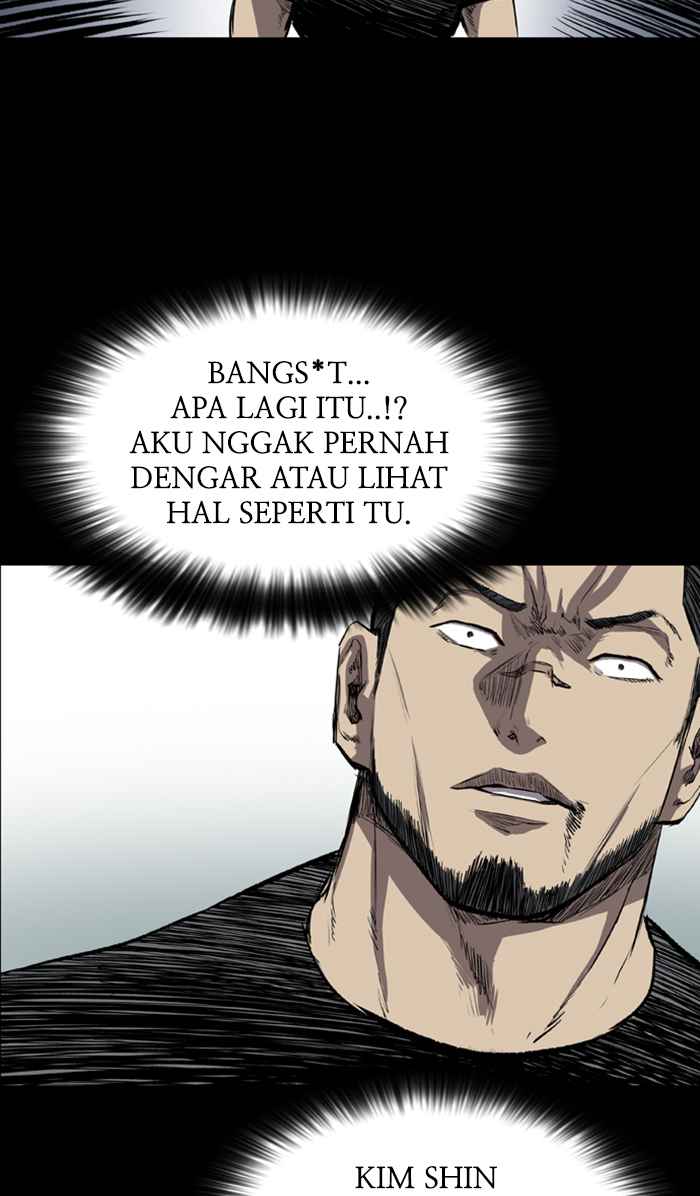 BANGS*T...
APA LAGI ITU..!?
AKU NGGAK PERNAH
DENGAR ATAU LIHAT
HAL SEPERTI TU.
KIM SHIN